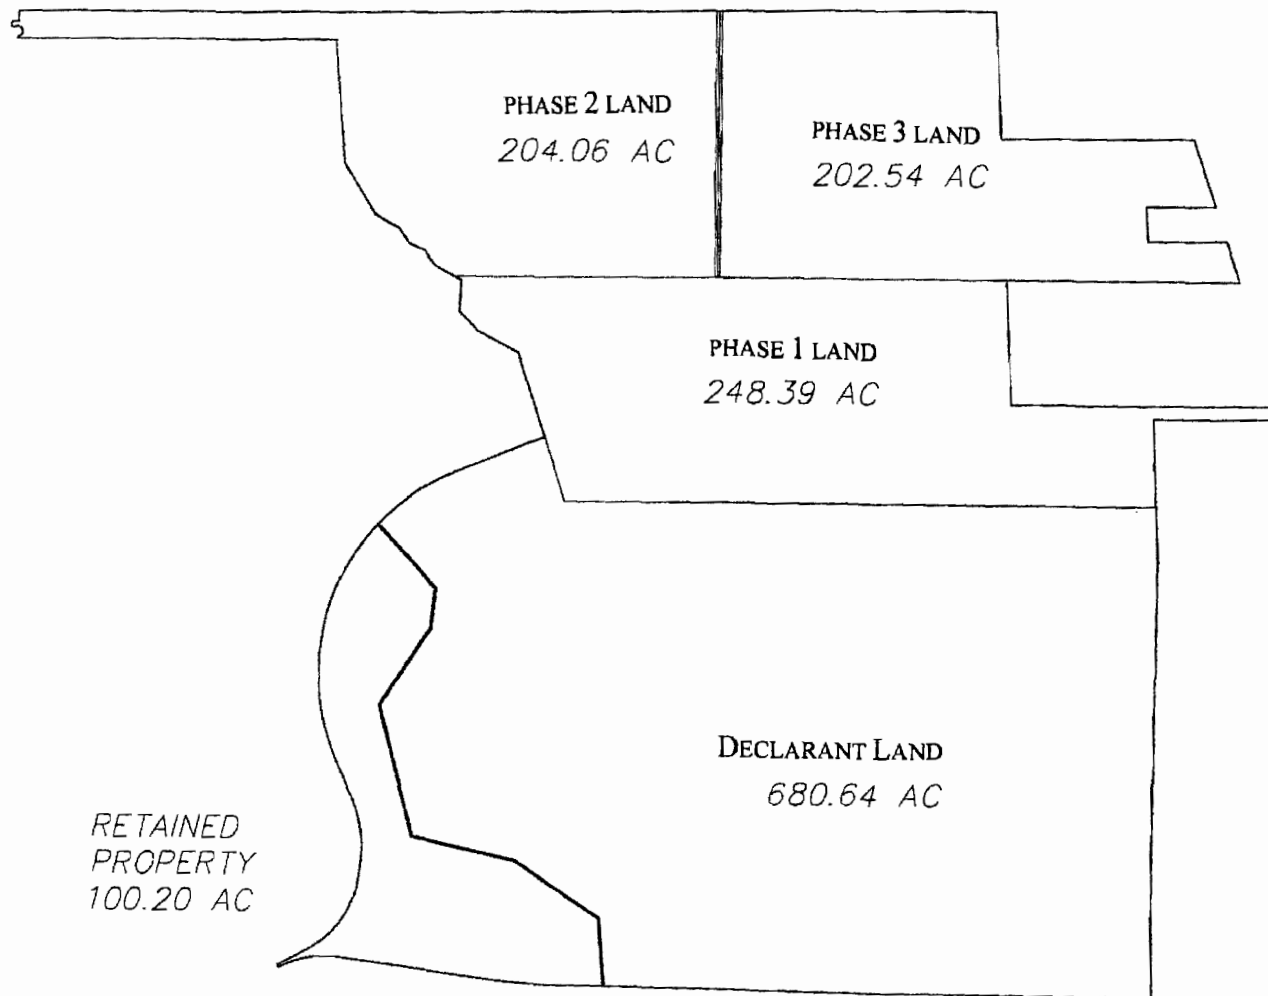 PHASE 2 LAND
204.06 AC
PHASE 3 LAND
202.54 AC
PHASE 1 LAND
248.39 AC
DECLARANT LAND
680.64 AC
RETAINED
PROPERTY
100.20 AC